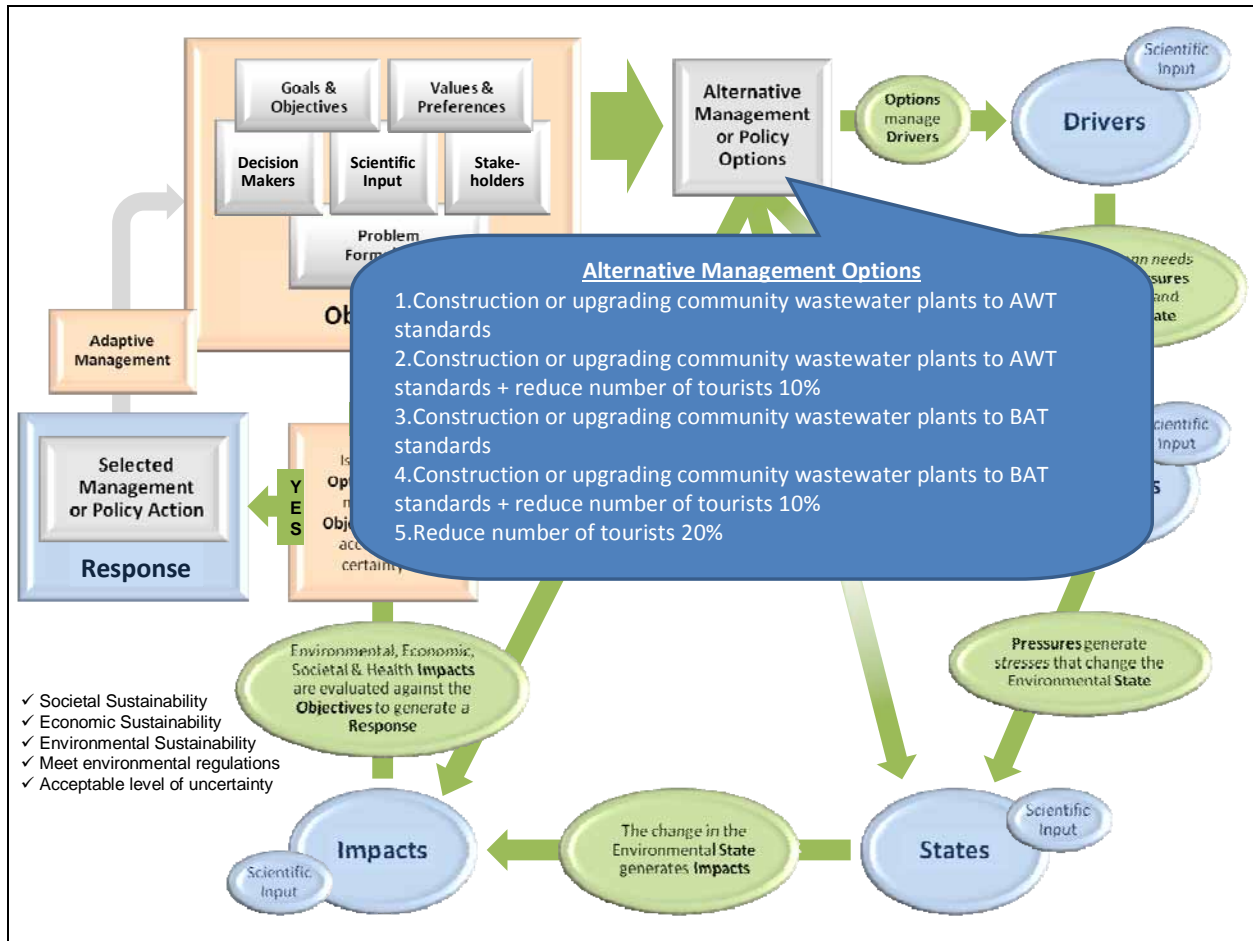 Goals &
Objectives
Values &
Preferences
Decision
Makers
Scientific
Input
Stake-
holders
Problem
Alternative
Management
or Policy
Options
Options
manage
Drivers
Scientific
Input
Drivers
needs
and
Alternative Management Options
1.Construction or upgrading community wastewater plants to AWT
standards
2.Construction or upgrading community wastewater plants to AWT
standards + reduce number of tourists 10%
3.Construction or upgrading community wastewater plants to BAT
standards
4.Construction or upgrading community wastewater plants to BAT
standards + reduce number of tourists 10%
5.Reduce number of tourists 20%
Adaptive
Management
Selected
Management
or Policy Action
Response
Y
E
S
certainty
Input
Environmental, Economic,
Societal & Health Impacts
are evaluated against the
Objectives to generate a
Response
Pressures generate
stresses that change the
Environmental State
✓ Societal Sustainability
✓ Economic Sustainability
✓ Environmental Sustainability
✓ Meet environmental regulations
✓ Acceptable level of uncertainty
Impacts
Scientific
Input
The change in the
Environmental State
generates Impacts
States
Scientific
Input